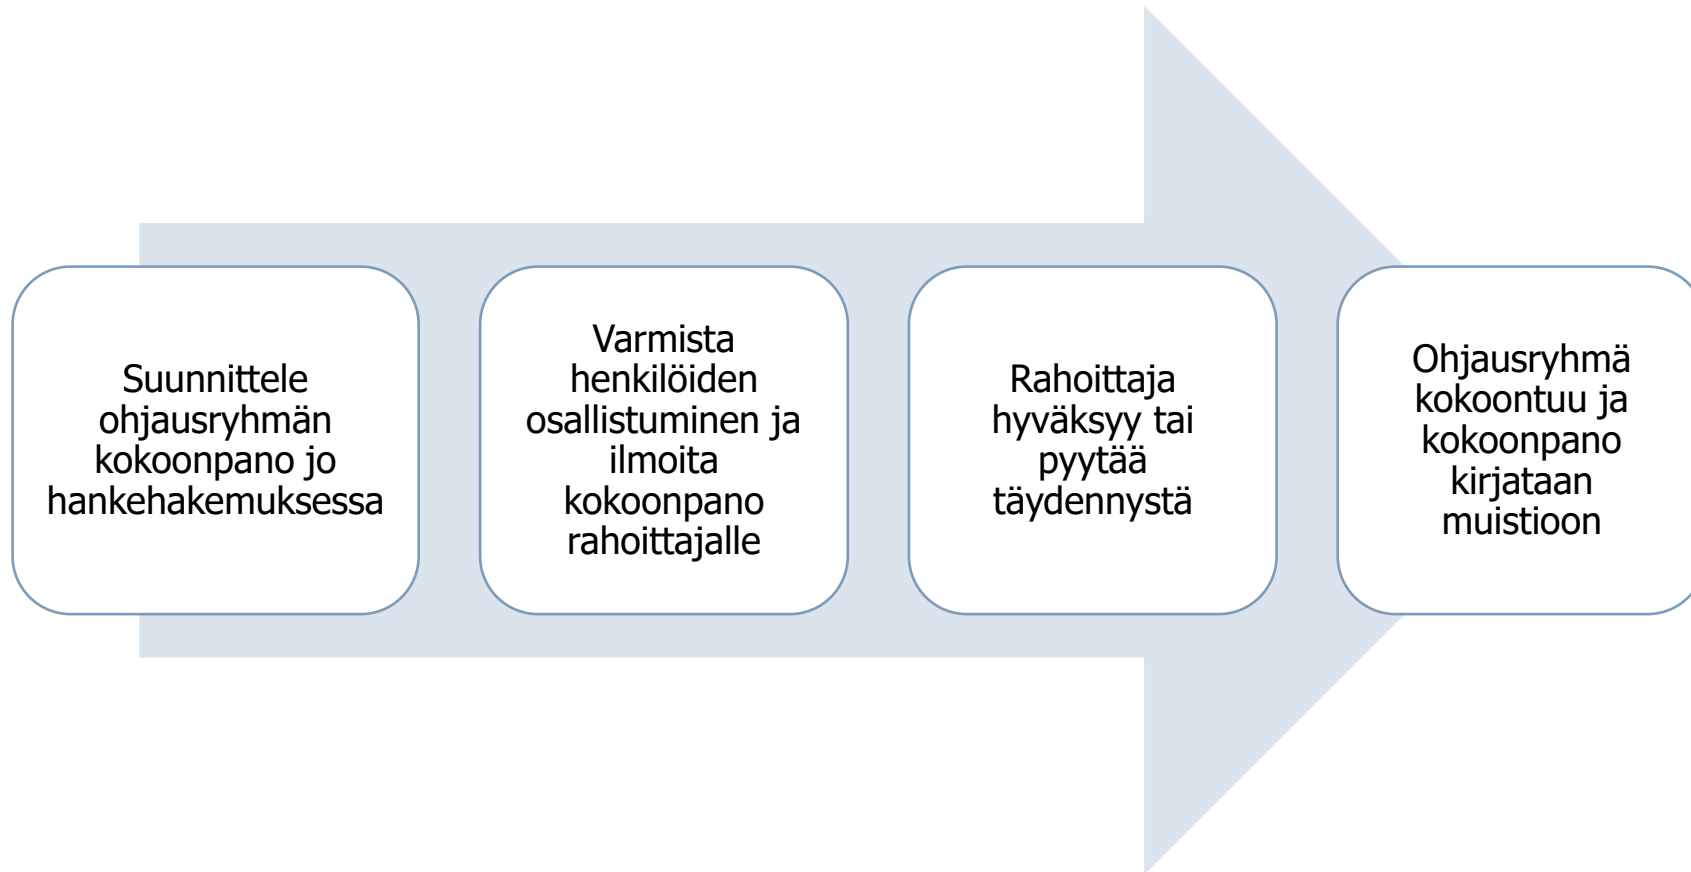 Suunnittele
ohjausryhmän
kokoonpano jo
hankehakemuksessa
Varmista
henkilöiden
osallistuminen ja
ilmoita
kokoonpano
rahoittajalle
Rahoittaja
hyväksyy tai
pyytää
täydennystä
Ohjausryhmä
kokoontuu ja
kokoonpano
kirjataan
muistioon